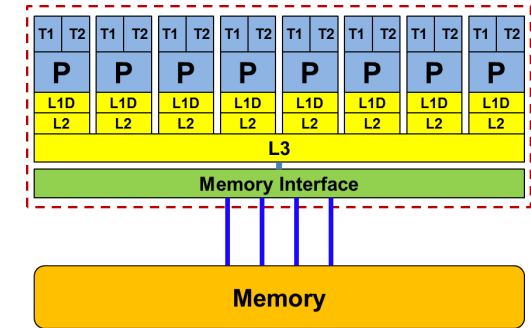 T1 T2 T1 T2 T1 T2 T1 T2 T1 T2 T1 T2 T1 T2 T1 T2
P P P P P P P P
L1D L1D L1D L1D L1D L1D L1D L1D
L2 L2 L2 L2 L2 L2 L2 L2
L3
Memory Interface
Memory